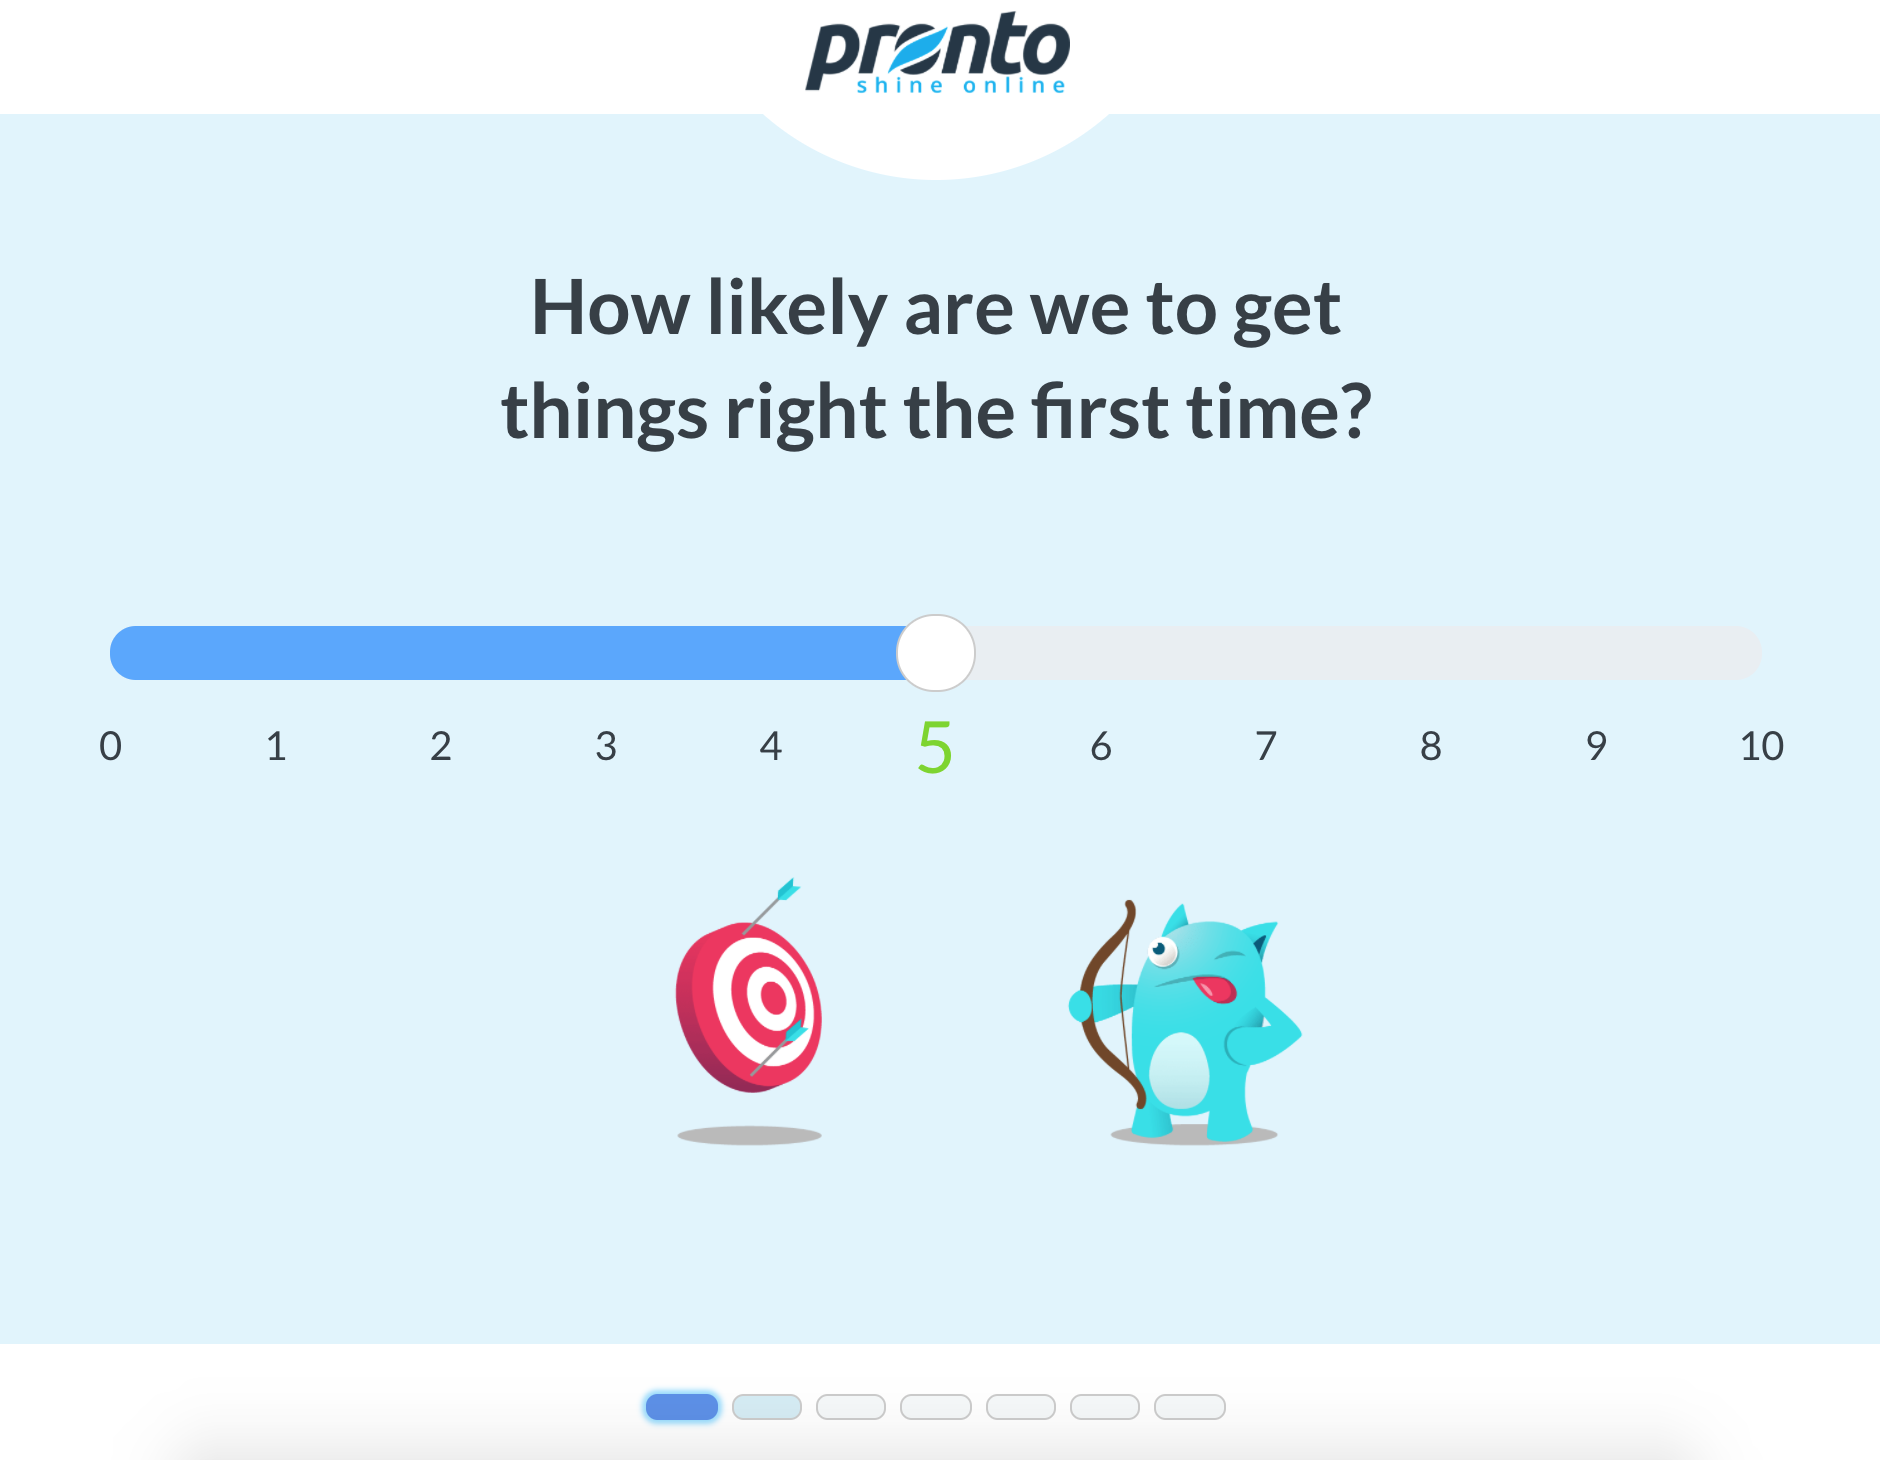 pronto
shine online
How likely are we to get
things right the first time?
0 1 2 3 4 5 6 7 8 9 10